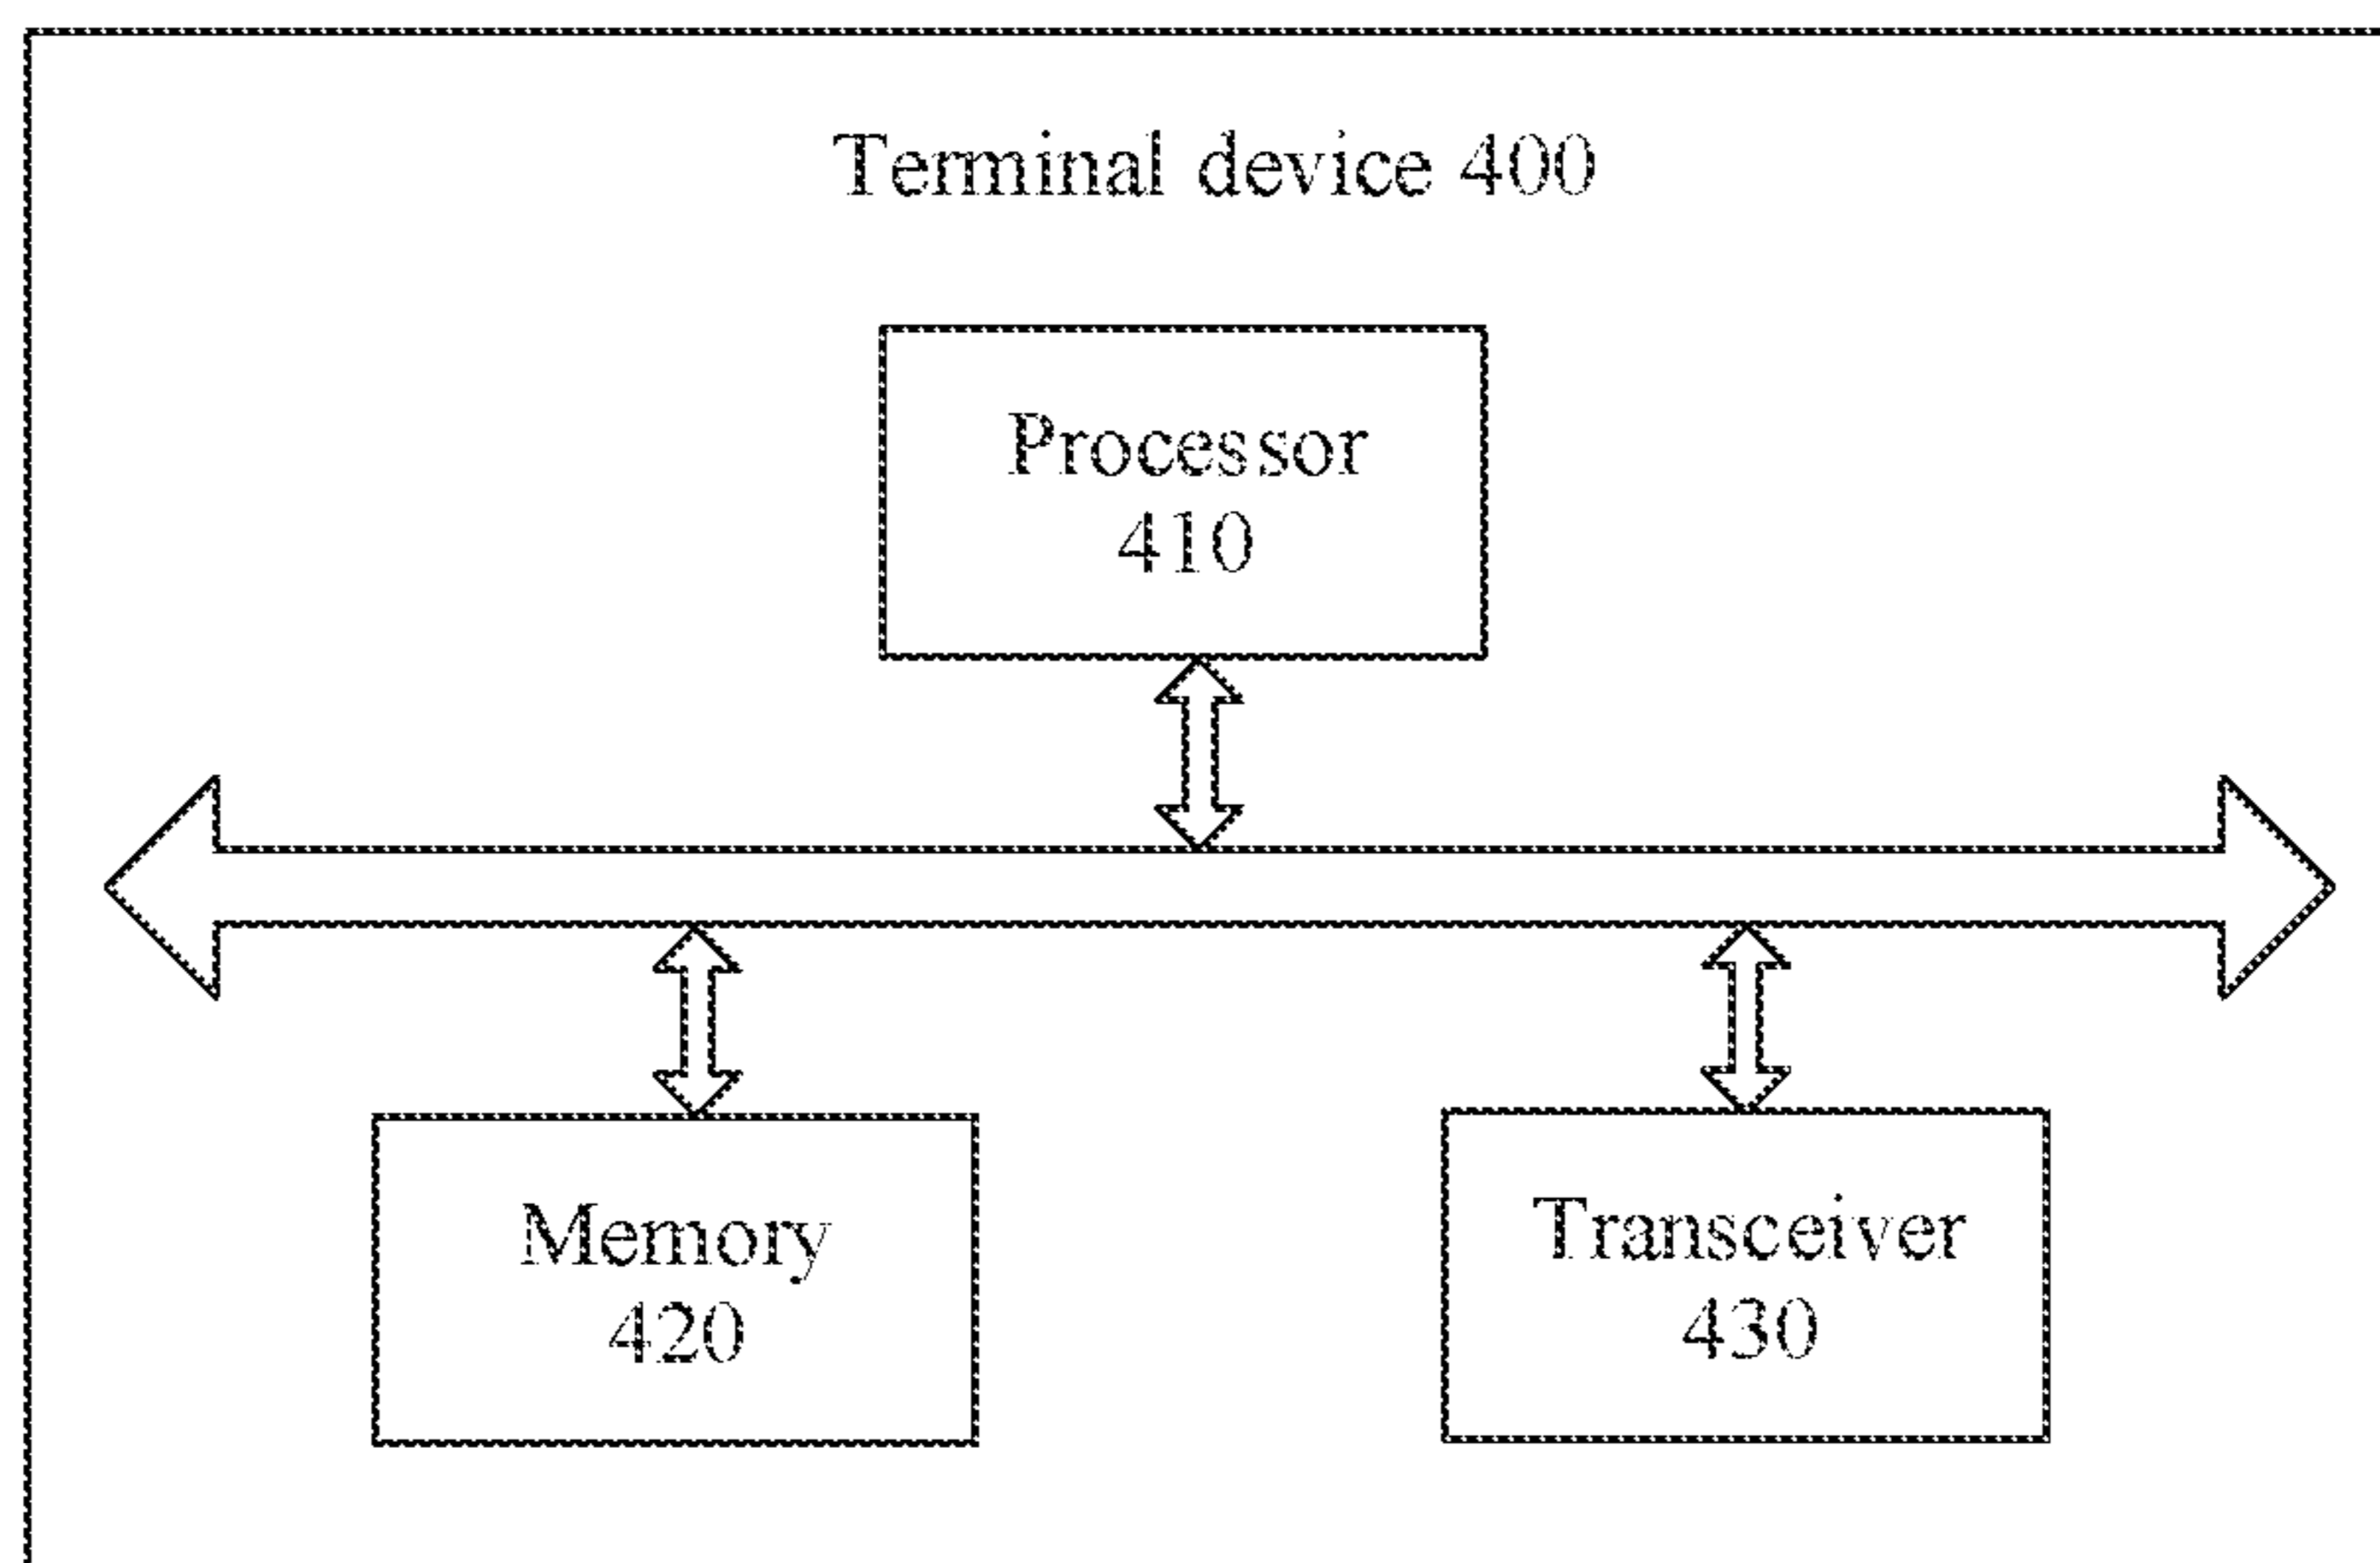 Terminal device 400
Processor
410
Memory
420
Transceiver
430